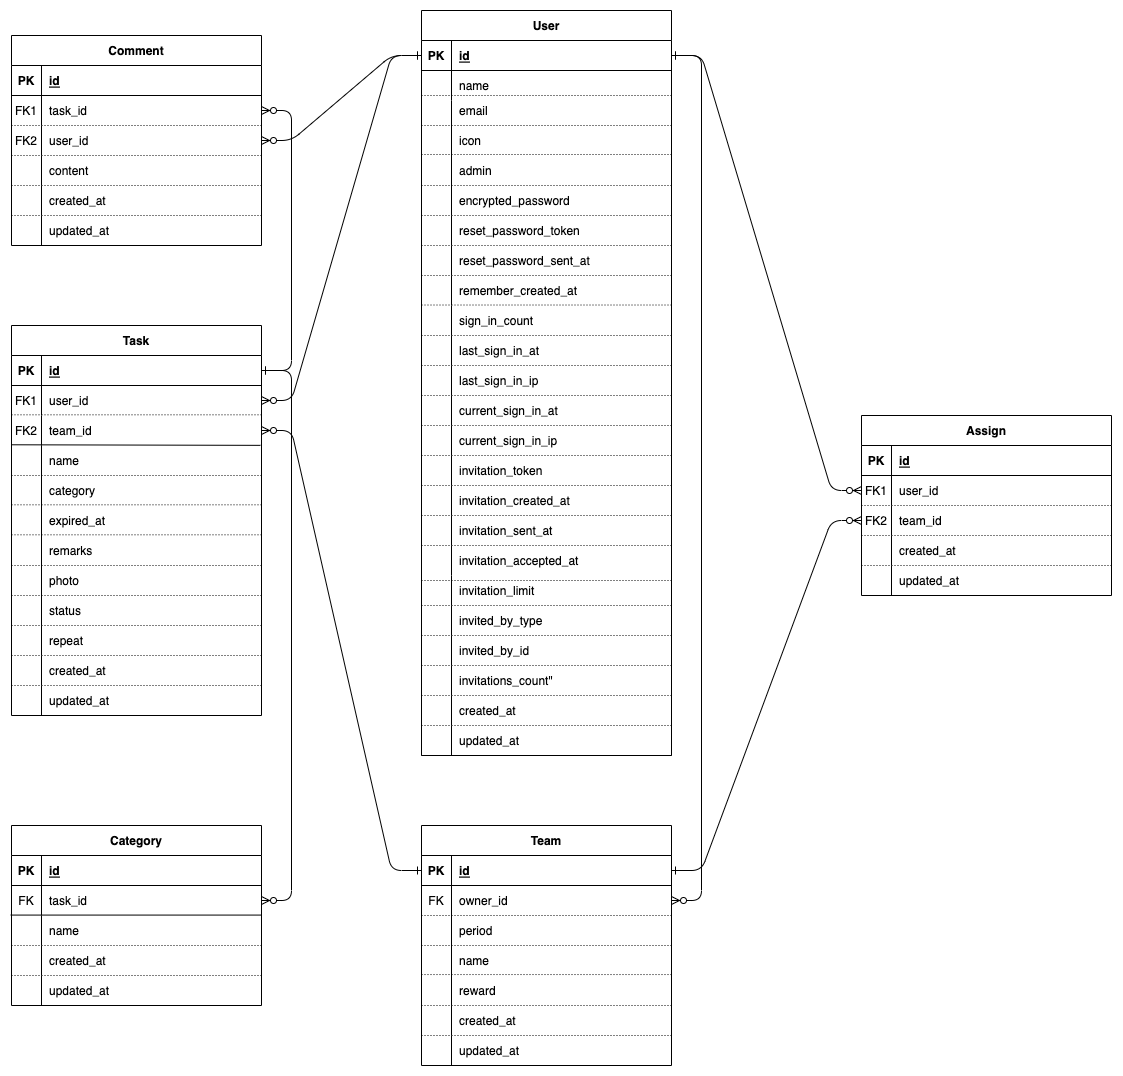 Comment
PK id
FK1 task_id
FK2 user_id
content
created_at
updated_at
Task
PK id
FK1 user_id
FK2 team_id
name
category
expired_at
remarks
photo
status
repeat
created_at
updated_at
Category
PK id
FK task_id
name
created_at
updated_at
User
PK id
name
email
icon
admin
encrypted_password
reset_password_token
reset_password_sent_at
remember_created_at
sign_in_count
last_sign_in_at
last_sign_in_ip
current_sign_in_at
current_sign_in_ip
invitation_token
invitation_created_at
invitation_sent_at
invitation_accepted_at
invitation_limit
invited_by_type
invited_by_id
invitations_count"
created_at
updated_at
Team
PK id
FK owner_id
period
name
reward
created_at
updated_at
Assign
PK id
FK1 user_id
FK2 team_id
created_at
updated_at